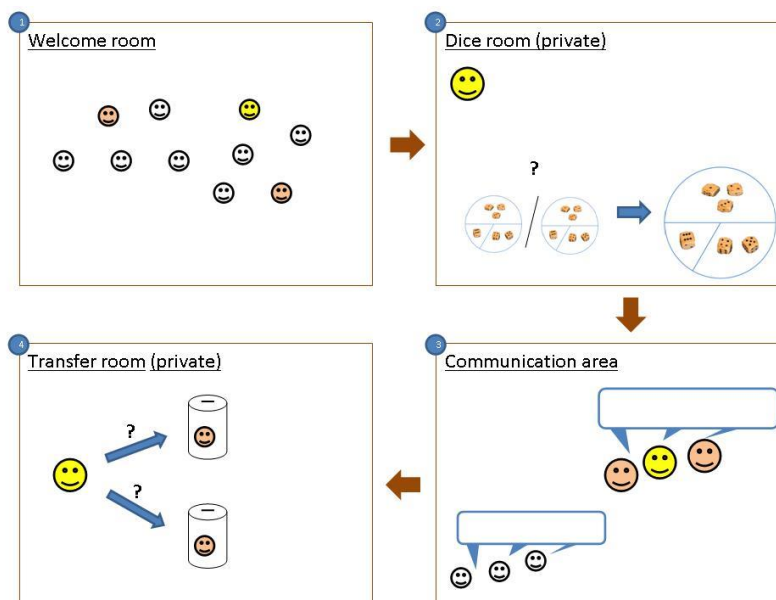 1
Welcome room
2
Dice room (private)
?
3
Communication area
4
Transfer room (private)
?
?